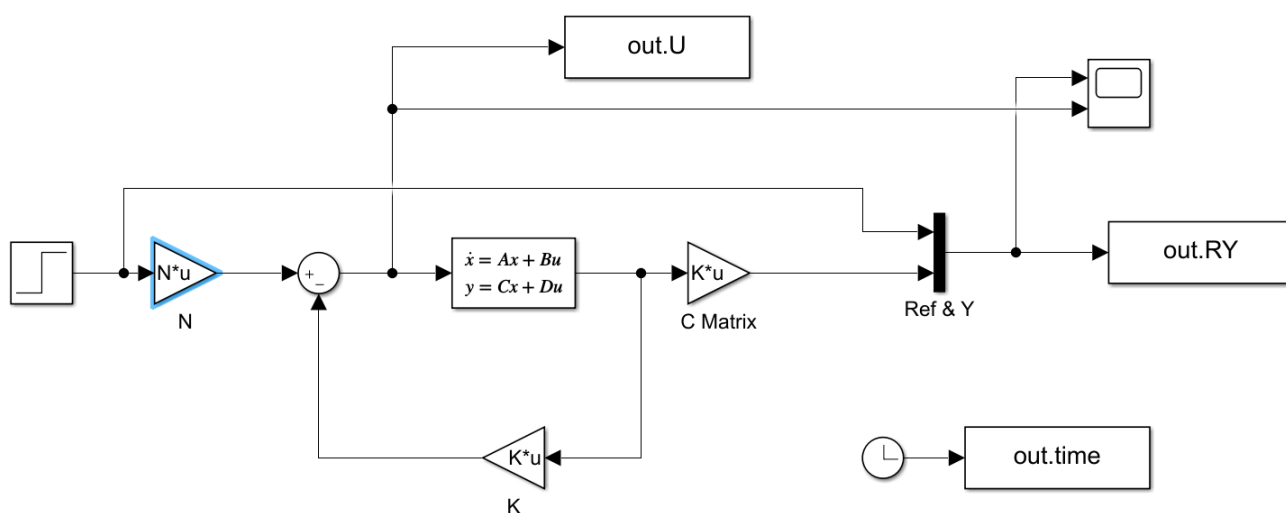 out.U
N*u
N
+
−
ẋ = Ax + Bu
y = Cx + Du
K*u
C Matrix
Ref & Y
out.RY
K*u
K
out.time